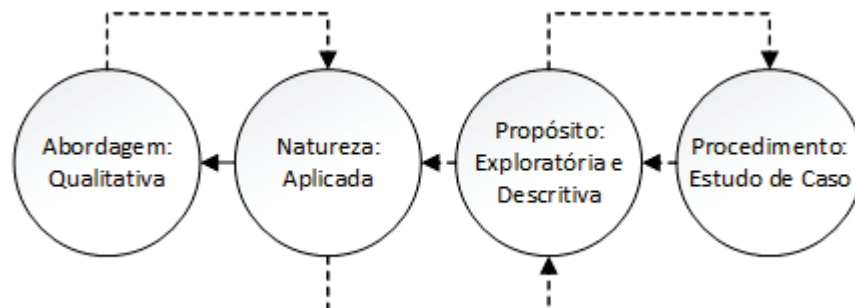 Abordagem:
Qualitativa
Natureza:
Aplicada
Propósito:
Exploratória e
Descritiva
Procedimento:
Estudo de Caso